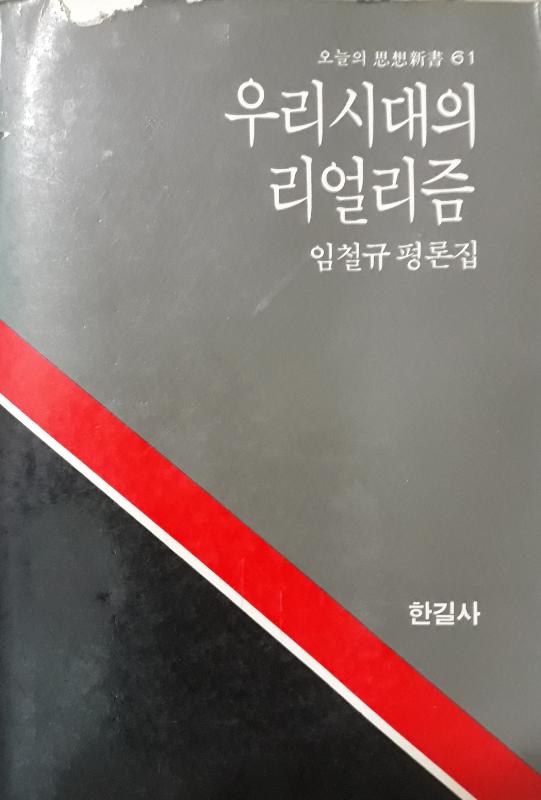 오늘의 思想新書 61
우리시대의
리얼리즘
임철규 평론집
한길사